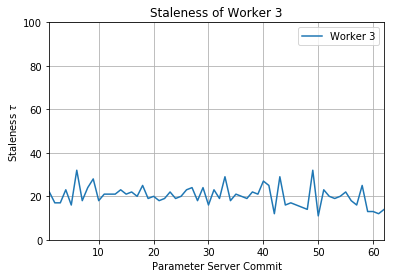 Staleness of Worker 3
Worker 3
Staleness τ
100
80
60
40
20
0
10 20 30 40 50 60
Parameter Server Commit